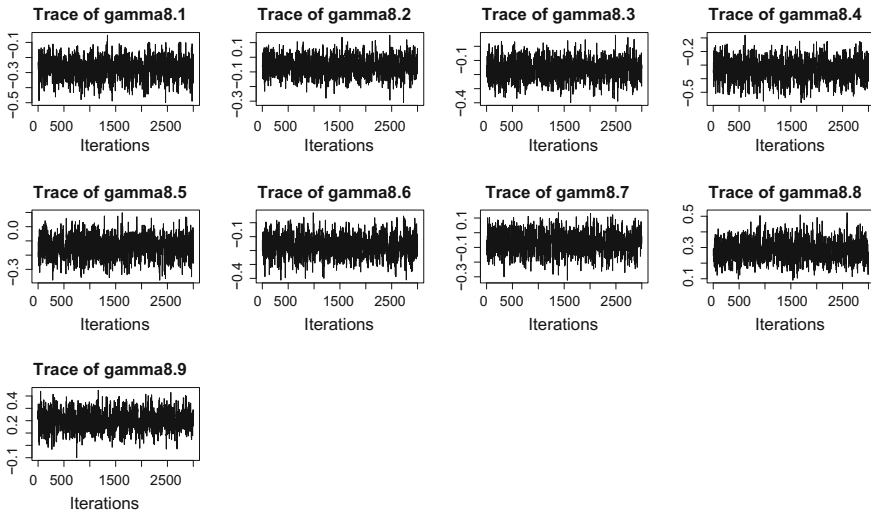 Trace of gamma8.1
−0.5 −0.3 −0.1
0 500 1500 2500
Iterations
Trace of gamma8.2
−0.3 −0.1 0.1
0 500 1500 2500
Iterations
Trace of gamma8.3
−0.4 −0.1
0 500 1500 2500
Iterations
Trace of gamma8.4
−0.5 −0.2
0 500 1500 2500
Iterations
Trace of gamma8.5
−0.3 0.0
0 500 1500 2500
Iterations
Trace of gamma8.6
−0.4 −0.1
0 500 1500 2500
Iterations
Trace of gamm8.7
−0.3 −0.1 0.1
0 500 1500 2500
Iterations
Trace of gamma8.8
0.1 0.3 0.5
0 500 1500 2500
Iterations
Trace of gamma8.9
−0.1 0.2 0.4
0 500 1500 2500
Iterations